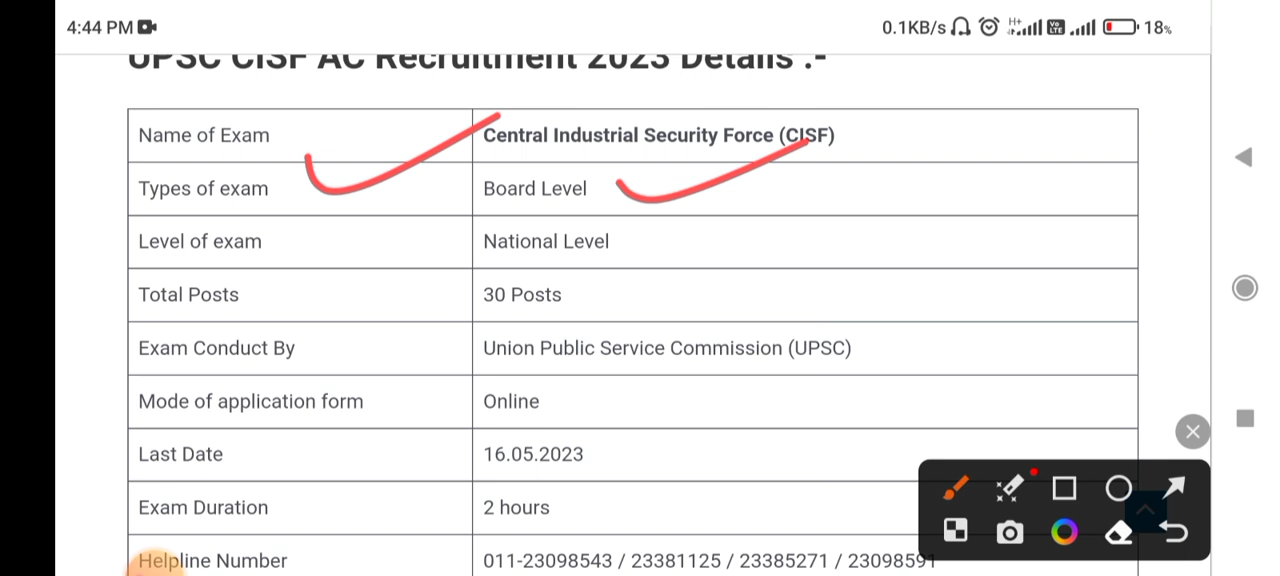 4:44 PM
0.1KB/s H+ Vo LTE 18%
UPSC CISF AC Recruitment 2023 Details :-
Name of Exam Central Industrial Security Force (CISF)
Types of exam Board Level
Level of exam National Level
Total Posts 30 Posts
Exam Conduct By Union Public Service Commission (UPSC)
Mode of application form Online
Last Date 16.05.2023
Exam Duration 2 hours
Helpline Number 011-23098543 / 23381125 / 23385271 / 23098591